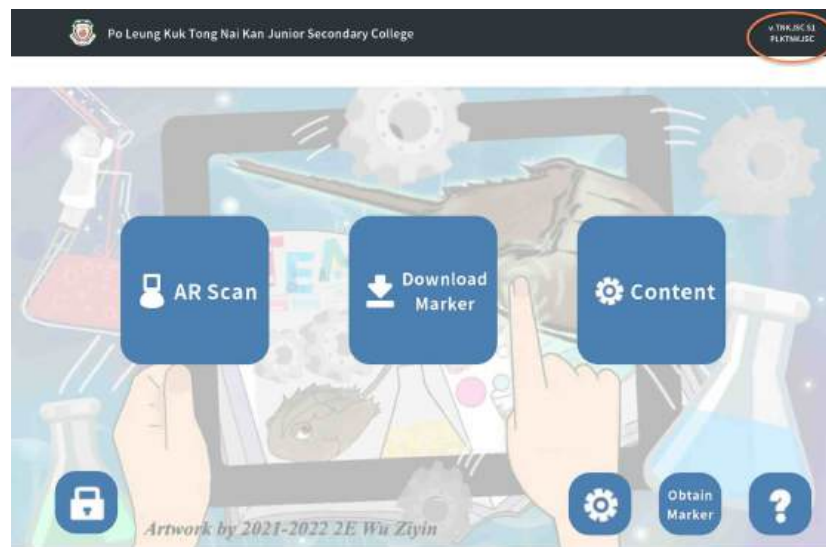 Po Leung Kuk Tong Nai Kan Junior Secondary College
v.TNKJSC S1
PLKTNKJSC
AR Scan
Download
Marker
Content
Obtain
Marker
?
Artwork by 2021-2022 2E Wu Ziyin